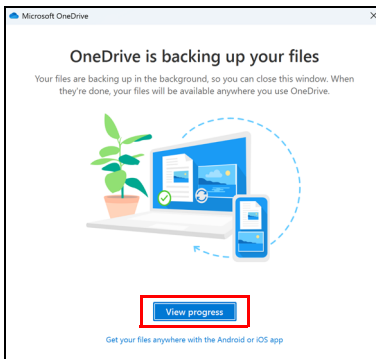 Microsoft OneDrive
OneDrive is backing up your files
Your files are backing up in the background, so you can close this window. When
they're done, your files will be available anywhere you use OneDrive.
View progress
Get your files anywhere with the Android or iOS app